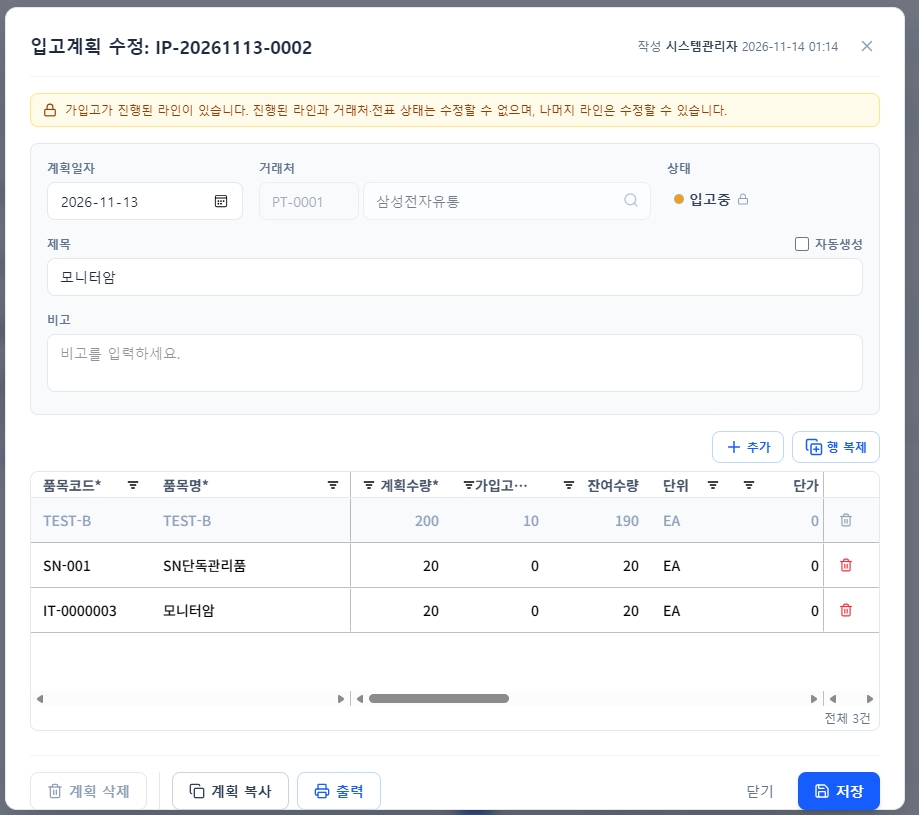 입고계획 수정: IP-20261113-0002
작성 시스템관리자 2026-11-14 01:14
가입고가 진행된 라인이 있습니다. 진행된 라인과 거래처·전표 상태는 수정할 수 없으며, 나머지 라인은 수정할 수 있습니다.
계획일자 거래처 상태
2026-11-13 PT-0001 삼성전자유통 입고중
제목 자동생성
모니터암
비고
비고를 입력하세요.
추가 행 복제
품목코드* 품목명* 계획수량* 가입고… 잔여수량 단위 단가
TEST-B TEST-B 200 10 190 EA 0
SN-001 SN단독관리품 20 0 20 EA 0
IT-0000003 모니터암 20 0 20 EA 0
전체 3건
계획 삭제 계획 복사 출력 닫기 저장